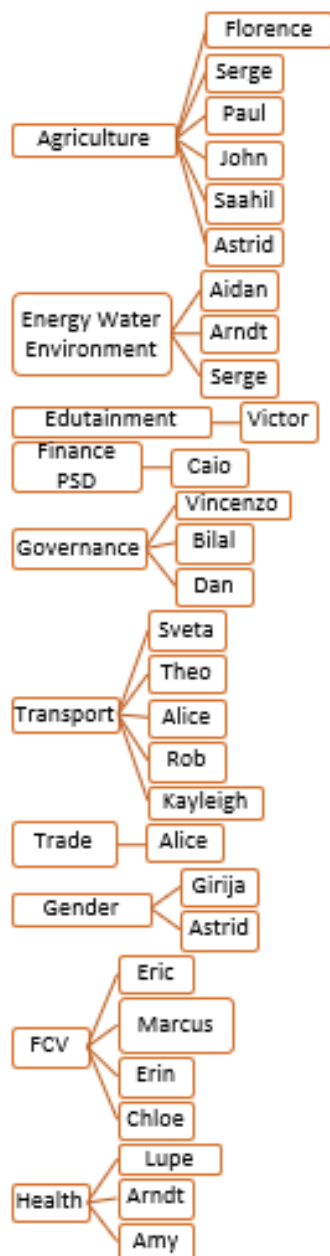 Agriculture
Florence
Serge
Paul
John
Saahil
Astrid
Energy Water
Environment
Aidan
Arndt
Serge
Edutainment
Victor
Finance
PSD
Caio
Governance
Vincenzo
Bilal
Dan
Transport
Sveta
Theo
Alice
Rob
Kayleigh
Trade
Alice
Gender
Girija
Astrid
FCV
Eric
Marcus
Erin
Chloe
Health
Lupe
Arndt
Amy